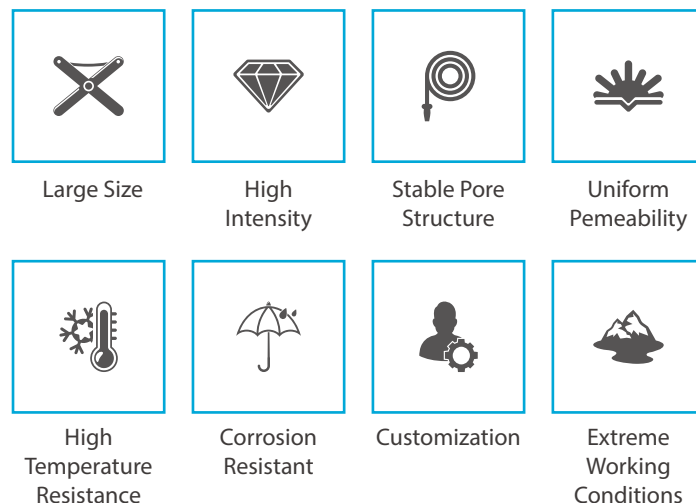 Large Size
High
Intensity
Stable Pore
Structure
Uniform
Pemeability
High
Temperature
Resistance
Corrosion
Resistant
Customization
Extreme
Working
Conditions